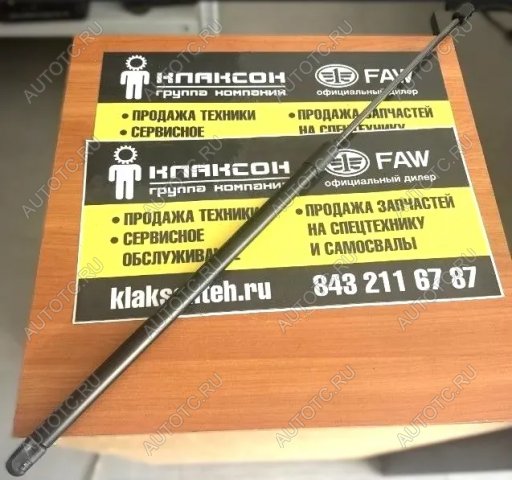 КЛАКСОН
группа компаний
FAW
официальный дилер
• ПРОДАЖА ТЕХНИКИ
• СЕРВИСНОЕ
• ПРОДАЖА ЗАПЧАСТЕЙ
НА СПЕЦТЕХНИКУ
КЛАКСОН
группа компаний
FAW
официальный дилер
• ПРОДАЖА ТЕХНИКИ
• СЕРВИСНОЕ
ОБСЛУЖИВАНИЕ
• ПРОДАЖА ЗАПЧАСТЕЙ
НА СПЕЦТЕХНИКУ
И САМОСВАЛЫ
843 211 67 87
AUTOTC.RU